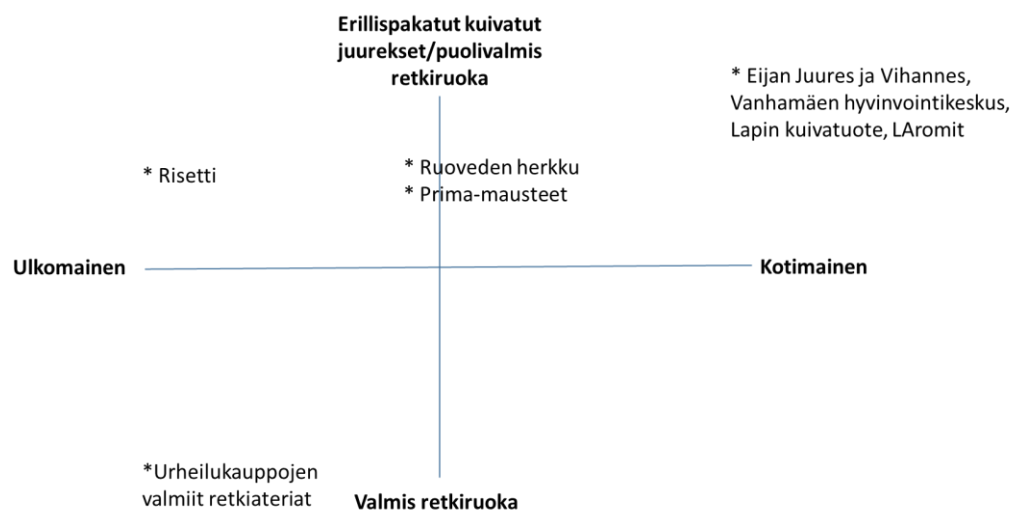 Erillispakatut kuivatut
juurekset/puolivalmis
retkiruoka
* Eijan Juures ja Vihannes,
Vanhamäen hyvinvointikeskus,
Lapin kuivatuote, LAromit
* Risetti
* Ruoveden herkku
* Prima-mausteet
Ulkomainen
Kotimainen
*Urheilukauppojen
valmiit retkiateriat
Valmis retkiruoka